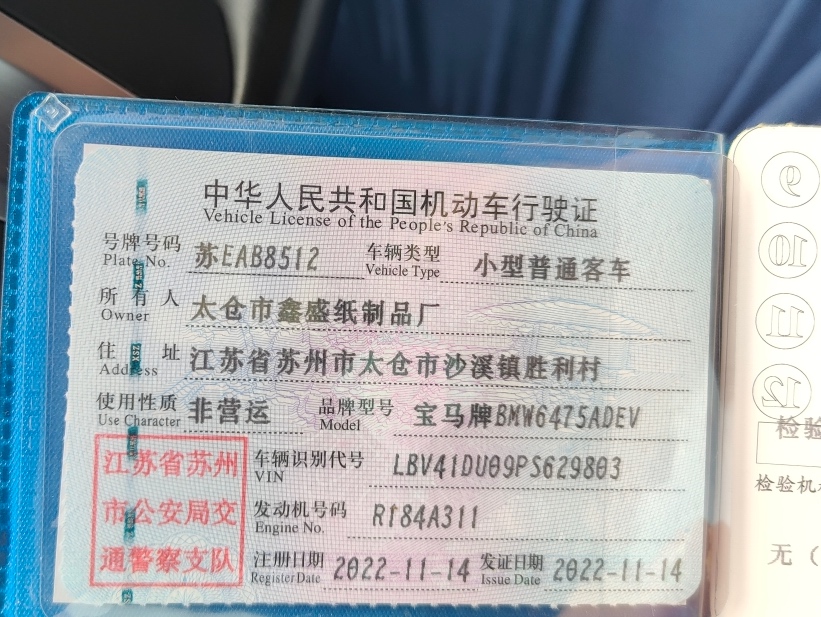 中华人民共和国机动车行驶证
Vehicle License of the People's Republic of China
号牌号码 苏EAB8512 车辆类型 小型普通客车
Plate No. Vehicle Type
所有人 太仓市鑫盛纸制品厂
Owner
住址 江苏省苏州市太仓市沙溪镇胜利村
Address
使用性质 非营运 品牌型号 宝马牌BMW6475ADEV
Use Character Model
江苏省苏州
市公安局交
通警察支队
车辆识别代号 LBV41DU09PS629803
VIN
发动机号码 R184A311
Engine No.
注册日期 2022-11-14 发证日期 2022-11-14
Register Date Issue Date
9
10
11
12
检验
检验机
无（